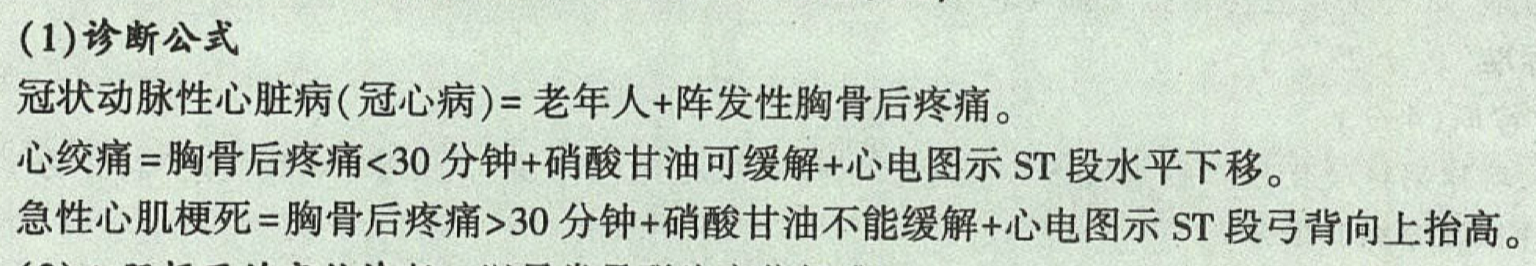 (1)诊断公式
冠状动脉性心脏病(冠心病)=老年人+阵发性胸骨后疼痛。
心绞痛=胸骨后疼痛<30分钟+硝酸甘油可缓解+心电图示ST段水平下移。
急性心肌梗死=胸骨后疼痛>30分钟+硝酸甘油不能缓解+心电图示ST段弓背向上抬高。